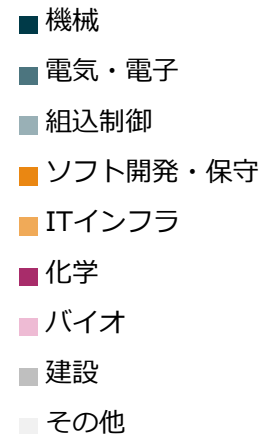 機械
電気・電子
組込制御
ソフト開発・保守
ITインフラ
化学
バイオ
建設
その他